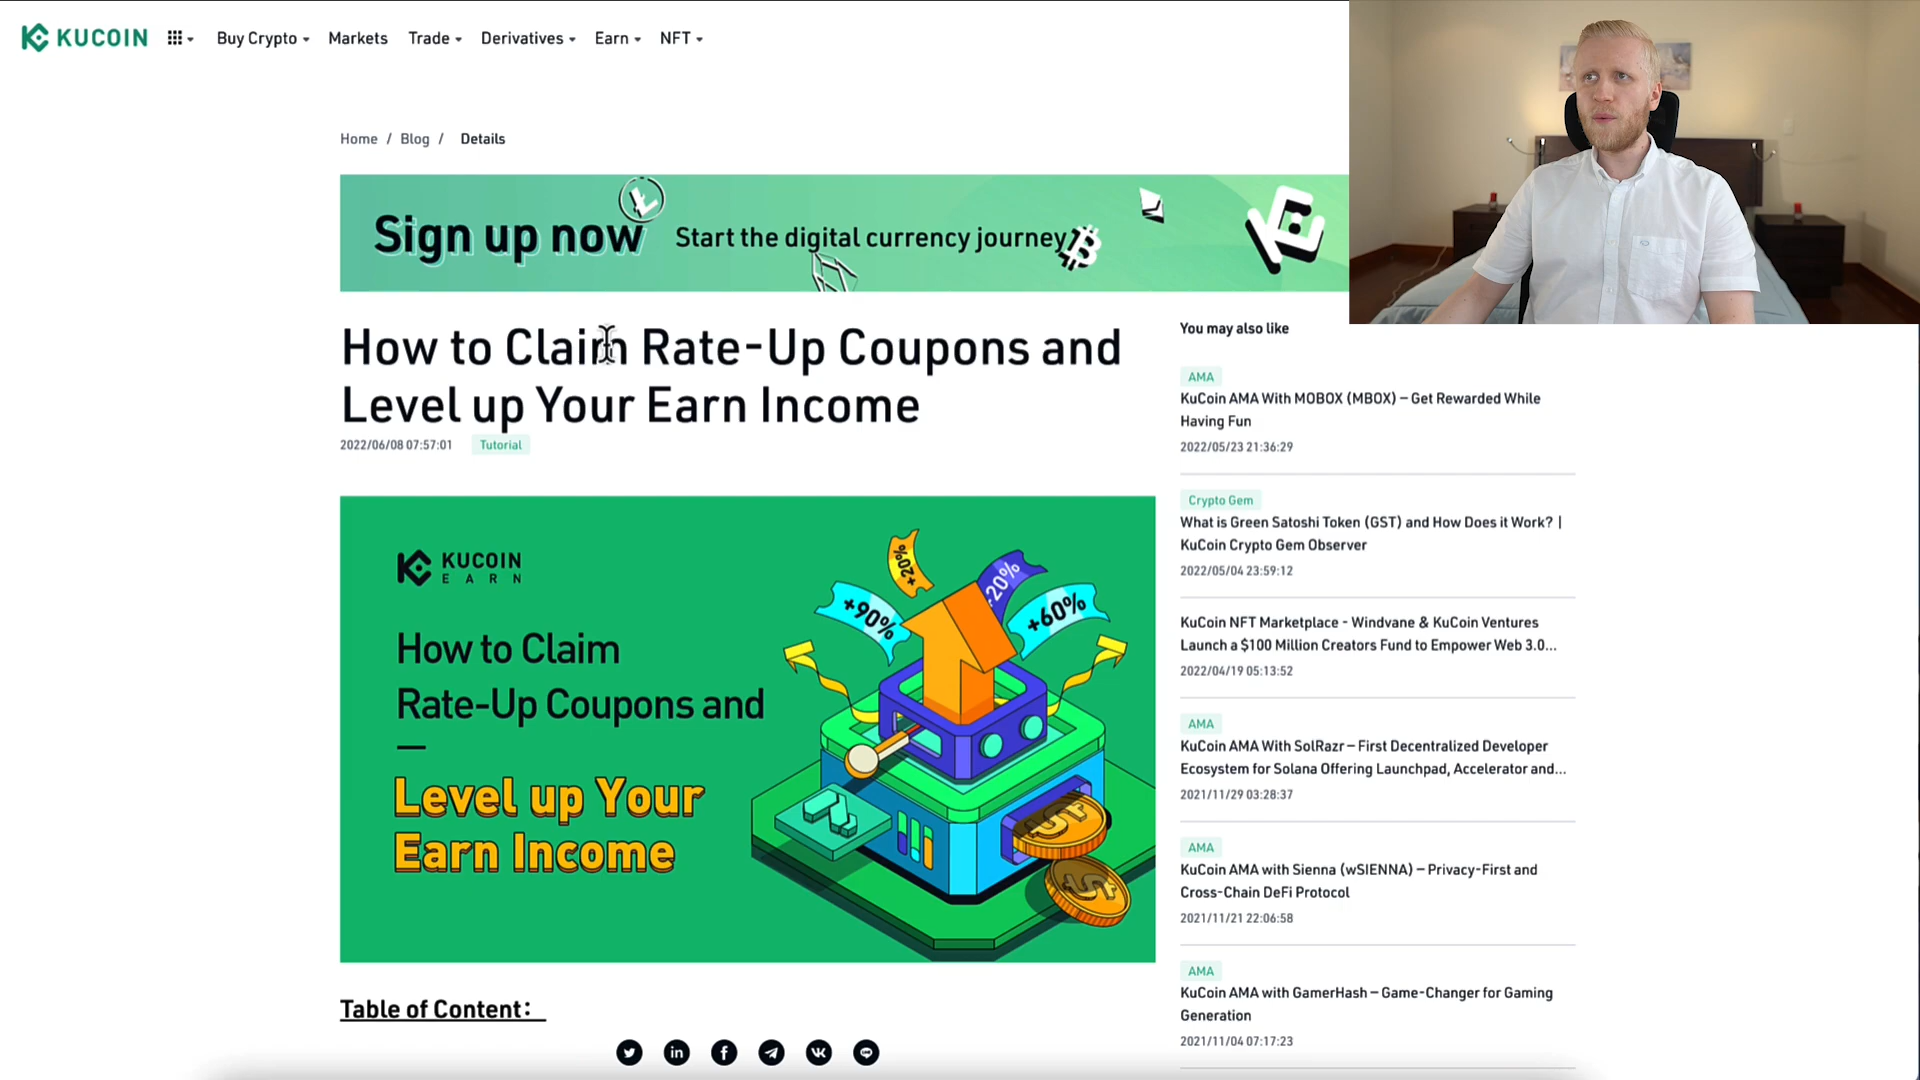 KUCOIN
Buy Crypto
Markets
Trade
Derivatives
Earn
NFT
Home / Blog / Details
Sign up now
Start the digital currency journey
How to Claim Rate-Up Coupons and
Level up Your Earn Income
2022/06/08 07:57:01
Tutorial
KUCOIN
EARN
How to Claim
Rate-Up Coupons and
Level up Your
Earn Income
+90%
+20%
+20%
+60%
Table of Content:
You may also like
AMA
KuCoin AMA With MOBOX (MBOX) – Get Rewarded While
Having Fun
2022/05/23 21:36:29
Crypto Gem
What is Green Satoshi Token (GST) and How Does it Work? |
KuCoin Crypto Gem Observer
2022/05/04 23:59:12
KuCoin NFT Marketplace - Windvane & KuCoin Ventures
Launch a $100 Million Creators Fund to Empower Web 3.0...
2022/04/19 05:13:52
AMA
KuCoin AMA With SolRazr – First Decentralized Developer
Ecosystem for Solana Offering Launchpad, Accelerator and...
2021/11/29 03:28:37
AMA
KuCoin AMA with Sienna (wSIENNA) – Privacy-First and
Cross-Chain DeFi Protocol
2021/11/21 22:06:58
AMA
KuCoin AMA with GamerHash – Game-Changer for Gaming
Generation
2021/11/04 07:17:23